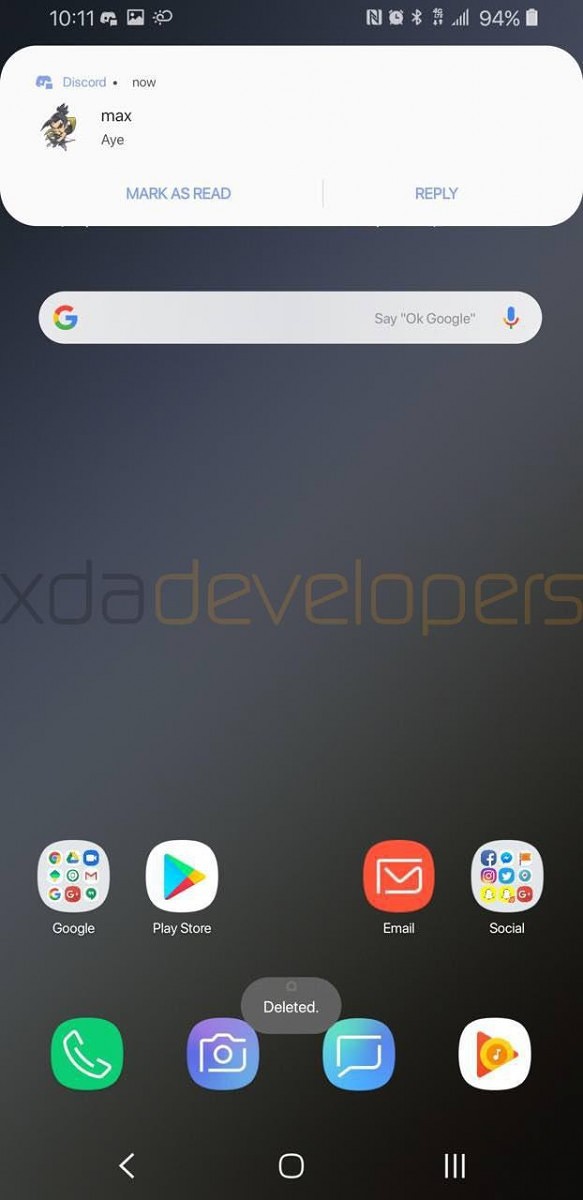 10:11 94%
Discord • now
max
Aye
MARK AS READ REPLY
Say "Ok Google"
xdadevelopers
Google Play Store Email Social
Deleted.